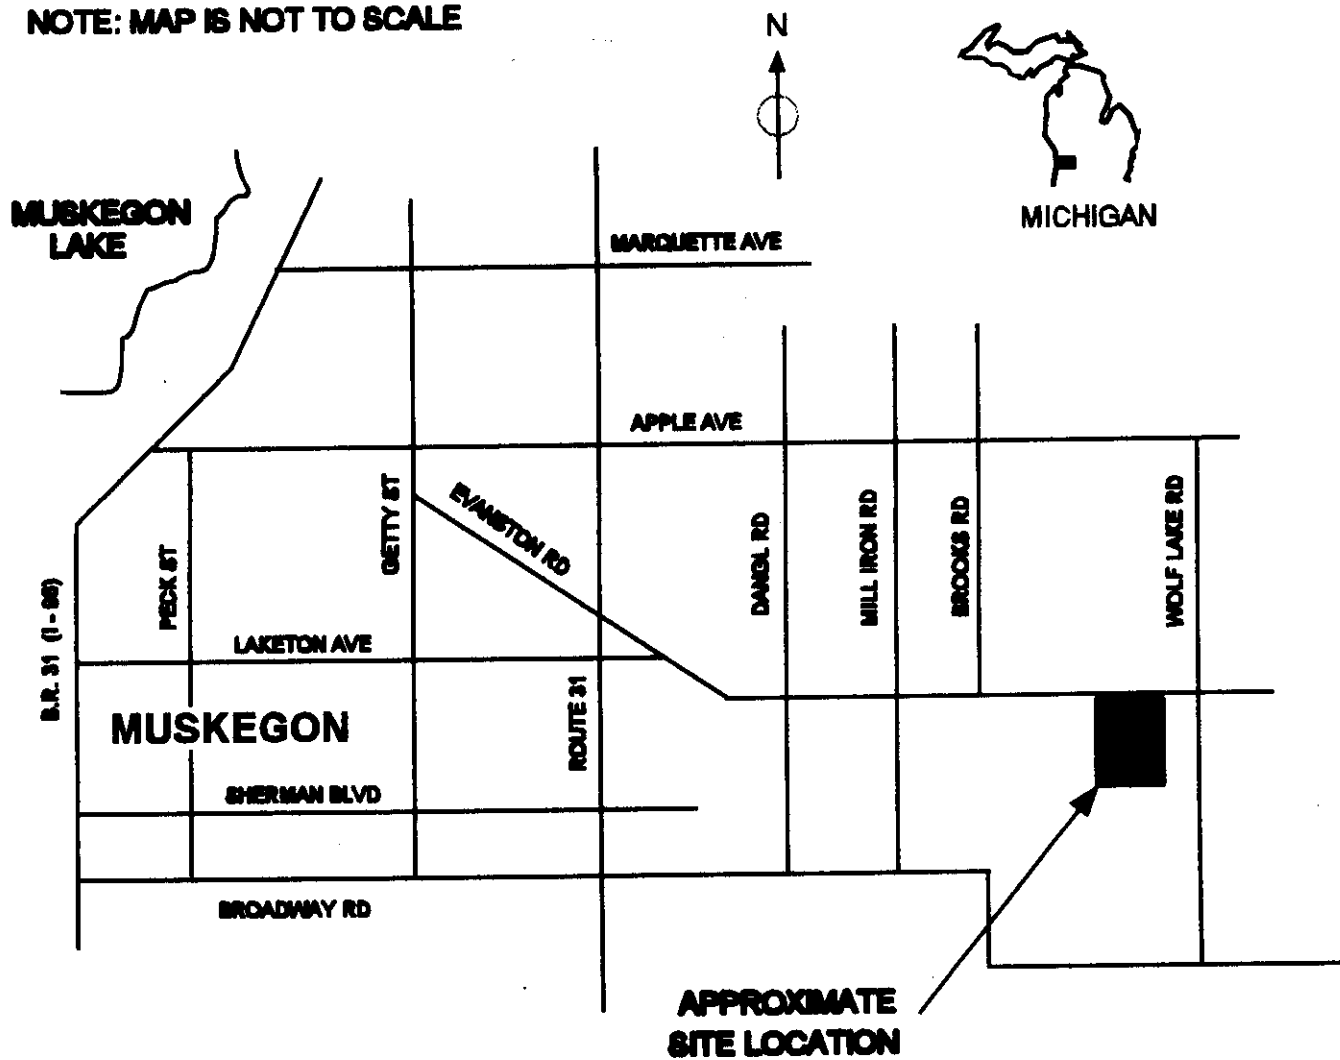 NOTE: MAP IS NOT TO SCALE
N
MUSKEGON
LAKE
MICHIGAN
MARQUETTE AVE
APPLE AVE
EVANSTON RD
GETTY ST
PECK ST
DANGL RD
MILL IRON RD
BROOKS RD
WOLF LAKE RD
B.R. 31 (I - 96)
LAKETON AVE
ROUTE 31
MUSKEGON
SHERMAN BLVD
BROADWAY RD
APPROXIMATE
SITE LOCATION